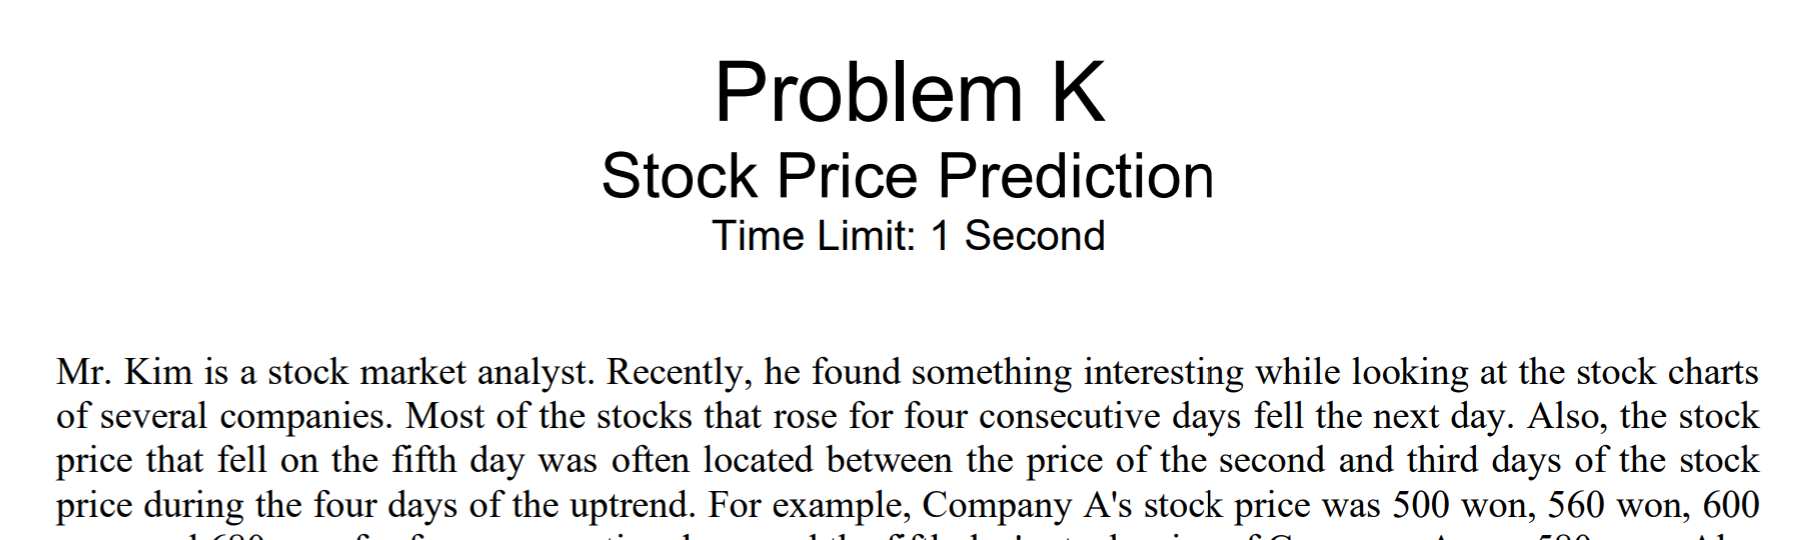 Problem K
Stock Price Prediction
Time Limit: 1 Second
Mr. Kim is a stock market analyst. Recently, he found something interesting while looking at the stock charts
of several companies. Most of the stocks that rose for four consecutive days fell the next day. Also, the stock
price that fell on the fifth day was often located between the price of the second and third days of the stock
price during the four days of the uptrend. For example, Company A's stock price was 500 won, 560 won, 600